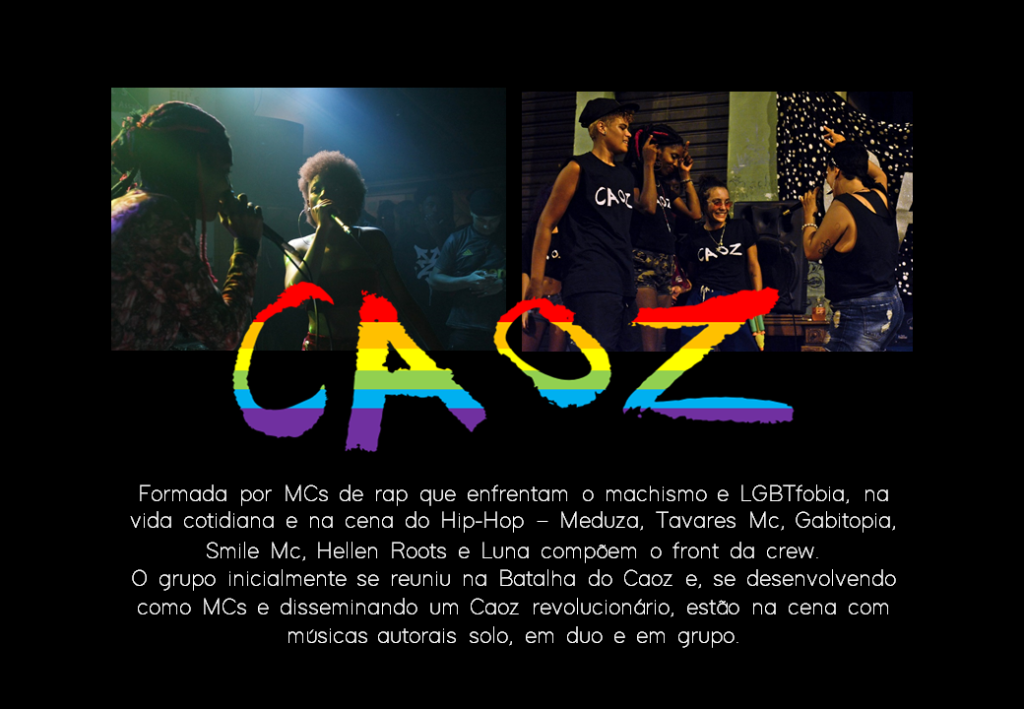 CAOZ
CAOZ
CAOZ
CAOZ
Formada por MCs de rap que enfrentam o machismo e LGBTfobia, na
vida cotidiana e na cena do Hip-Hop – Meduza, Tavares Mc, Gabitopia,
Smile Mc, Hellen Roots e Luna compõem o front da crew.
O grupo inicialmente se reuniu na Batalha do Caoz e, se desenvolvendo
como MCs e disseminando um Caoz revolucionário, estão na cena com
músicas autorais solo, em duo e em grupo.